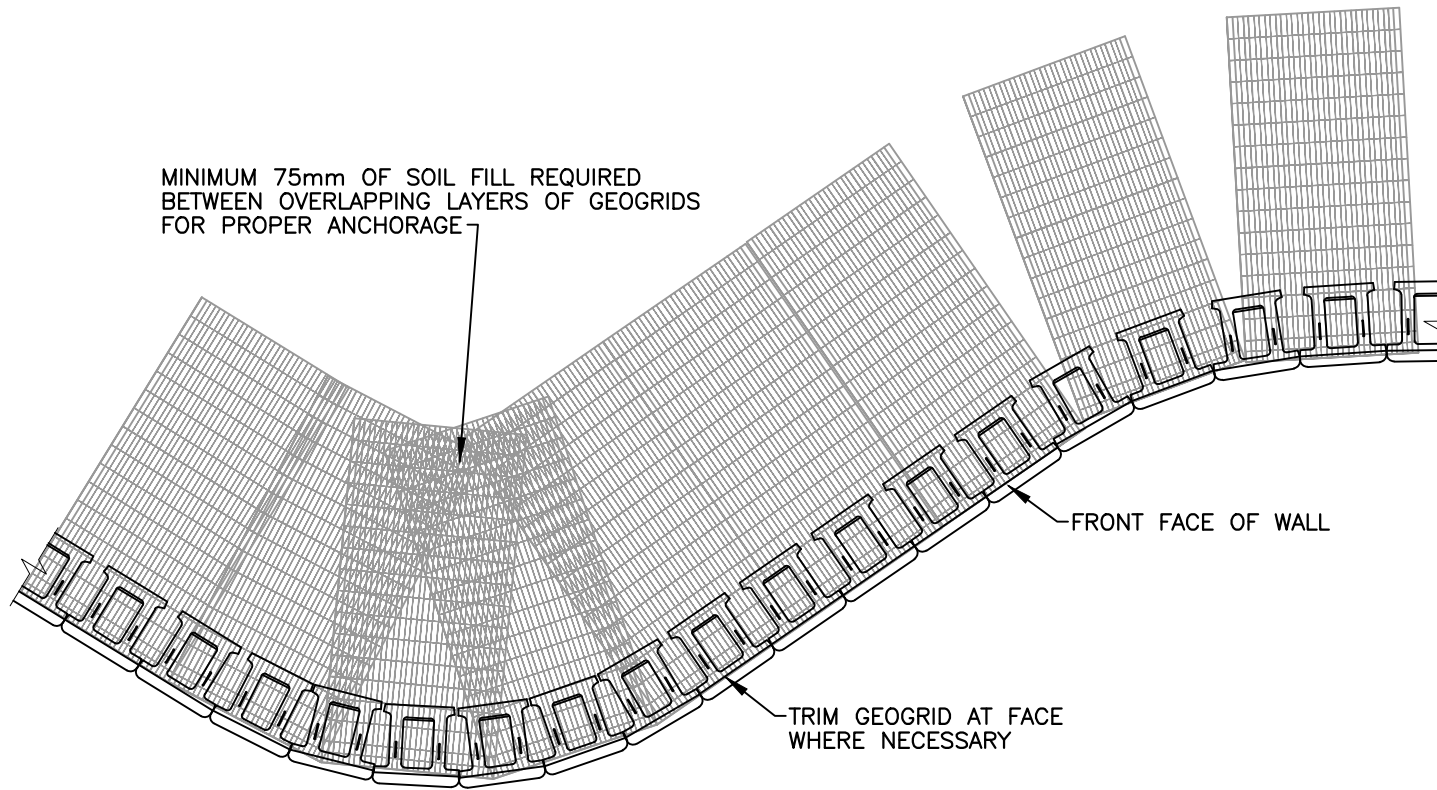 MINIMUM 75mm OF SOIL FILL REQUIRED
BETWEEN OVERLAPPING LAYERS OF GEOGRIDS
FOR PROPER ANCHORAGE
FRONT FACE OF WALL
TRIM GEOGRID AT FACE
WHERE NECESSARY